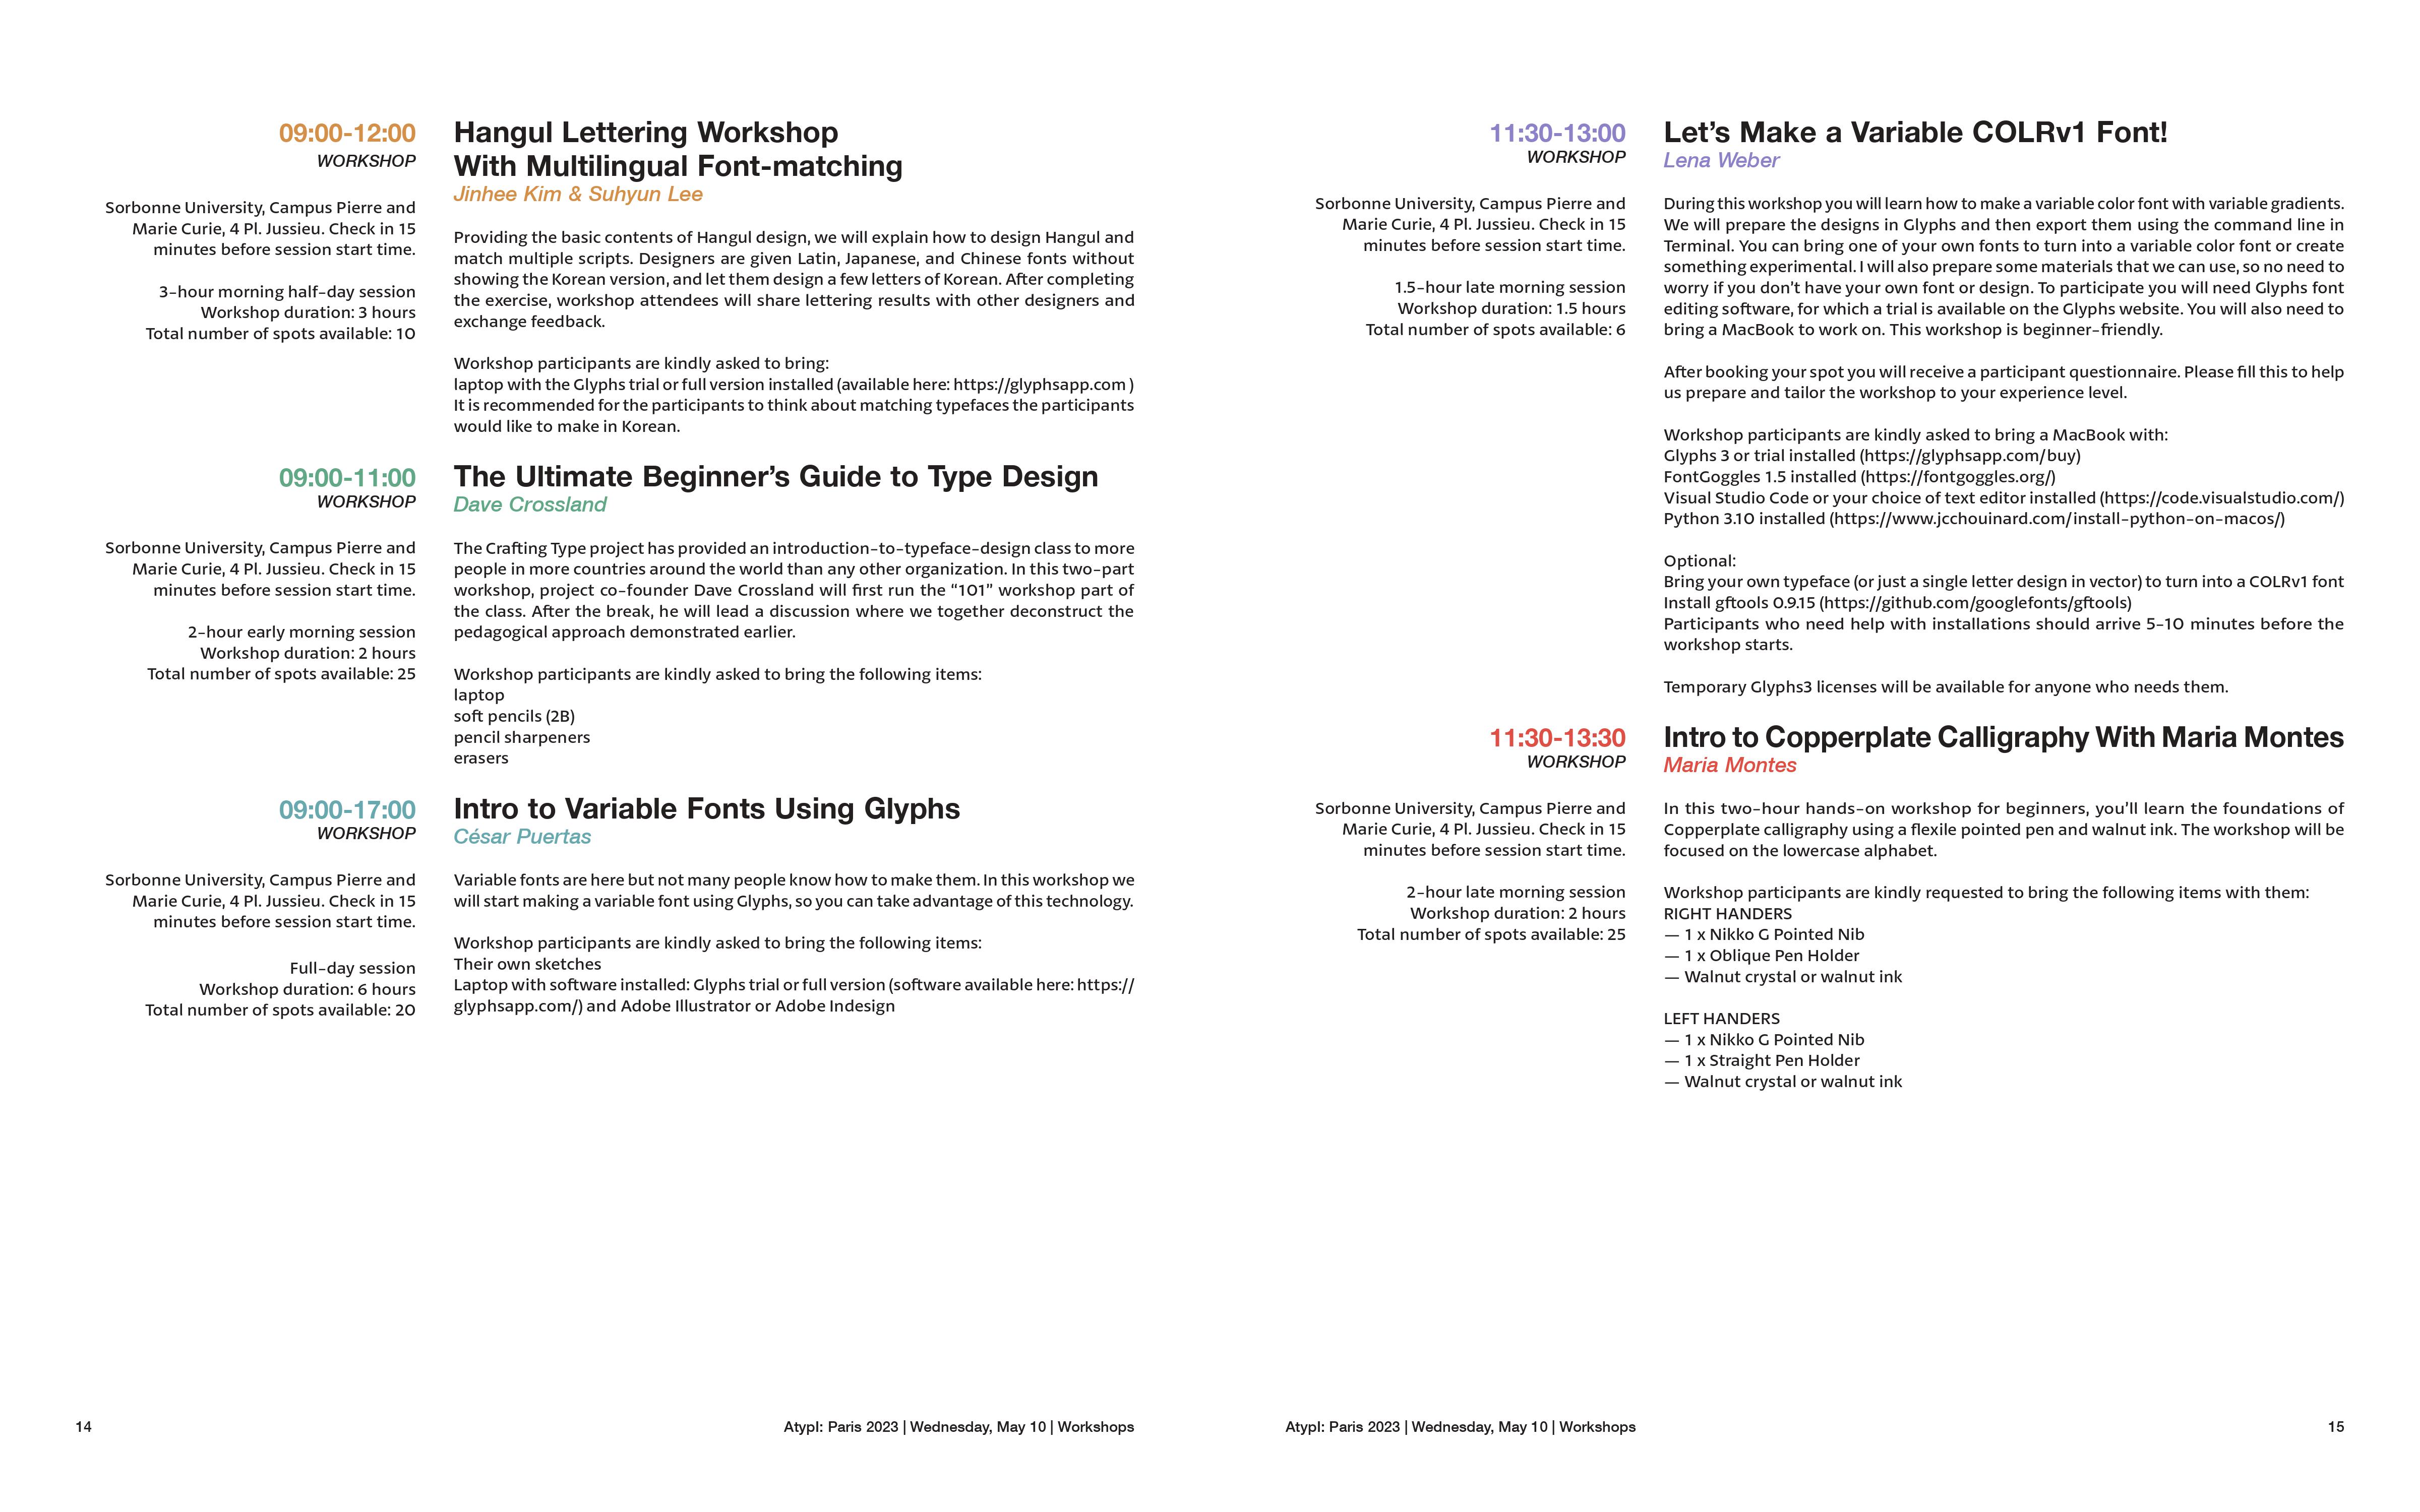 09:00-12:00
WORKSHOP
Sorbonne University, Campus Pierre and
Marie Curie, 4 Pl. Jussieu. Check in 15
minutes before session start time.
3-hour morning half-day session
Workshop duration: 3 hours
Total number of spots available: 10
Hangul Lettering Workshop
With Multilingual Font-matching
Jinhee Kim & Suhyun Lee
Providing the basic contents of Hangul design, we will explain how to design Hangul and
match multiple scripts. Designers are given Latin, Japanese, and Chinese fonts without
showing the Korean version, and let them design a few letters of Korean. After completing
the exercise, workshop attendees will share lettering results with other designers and
exchange feedback.
Workshop participants are kindly asked to bring:
laptop with the Glyphs trial or full version installed (available here: https://glyphsapp.com )
It is recommended for the participants to think about matching typefaces the participants
would like to make in Korean.
09:00-11:00
WORKSHOP
Sorbonne University, Campus Pierre and
Marie Curie, 4 Pl. Jussieu. Check in 15
minutes before session start time.
2-hour early morning session
Workshop duration: 2 hours
Total number of spots available: 25
The Ultimate Beginner’s Guide to Type Design
Dave Crossland
The Crafting Type project has provided an introduction-to-typeface-design class to more
people in more countries around the world than any other organization. In this two-part
workshop, project co-founder Dave Crossland will first run the “101” workshop part of
the class. After the break, he will lead a discussion where we together deconstruct the
pedagogical approach demonstrated earlier.
Workshop participants are kindly asked to bring the following items:
laptop
soft pencils (2B)
pencil sharpeners
erasers
09:00-17:00
WORKSHOP
Sorbonne University, Campus Pierre and
Marie Curie, 4 Pl. Jussieu. Check in 15
minutes before session start time.
Full-day session
Workshop duration: 6 hours
Total number of spots available: 20
Intro to Variable Fonts Using Glyphs
César Puertas
Variable fonts are here but not many people know how to make them. In this workshop we
will start making a variable font using Glyphs, so you can take advantage of this technology.
Workshop participants are kindly asked to bring the following items:
Their own sketches
Laptop with software installed: Glyphs trial or full version (software available here: https://
glyphsapp.com/) and Adobe Illustrator or Adobe Indesign
14
AtypI: Paris 2023 | Wednesday, May 10 | Workshops
11:30-13:00
WORKSHOP
Sorbonne University, Campus Pierre and
Marie Curie, 4 Pl. Jussieu. Check in 15
minutes before session start time.
1.5-hour late morning session
Workshop duration: 1.5 hours
Total number of spots available: 6
Let’s Make a Variable COLRv1 Font!
Lena Weber
During this workshop you will learn how to make a variable color font with variable gradients.
We will prepare the designs in Glyphs and then export them using the command line in
Terminal. You can bring one of your own fonts to turn into a variable color font or create
something experimental. I will also prepare some materials that we can use, so no need to
worry if you don’t have your own font or design. To participate you will need Glyphs font
editing software, for which a trial is available on the Glyphs website. You will also need to
bring a MacBook to work on. This workshop is beginner-friendly.
After booking your spot you will receive a participant questionnaire. Please fill this to help
us prepare and tailor the workshop to your experience level.
Workshop participants are kindly asked to bring a MacBook with:
Glyphs 3 or trial installed (https://glyphsapp.com/buy)
FontGoggles 1.5 installed (https://fontgoggles.org/)
Visual Studio Code or your choice of text editor installed (https://code.visualstudio.com/)
Python 3.10 installed (https://www.jcchouinard.com/install-python-on-macos/)
Optional:
Bring your own typeface (or just a single letter design in vector) to turn into a COLRv1 font
Install gftools 0.9.15 (https://github.com/googlefonts/gftools)
Participants who need help with installations should arrive 5-10 minutes before the
workshop starts.
Temporary Glyphs3 licenses will be available for anyone who needs them.
11:30-13:30
WORKSHOP
Sorbonne University, Campus Pierre and
Marie Curie, 4 Pl. Jussieu. Check in 15
minutes before session start time.
2-hour late morning session
Workshop duration: 2 hours
Total number of spots available: 25
Intro to Copperplate Calligraphy With Maria Montes
Maria Montes
In this two-hour hands-on workshop for beginners, you’ll learn the foundations of
Copperplate calligraphy using a flexile pointed pen and walnut ink. The workshop will be
focused on the lowercase alphabet.
Workshop participants are kindly requested to bring the following items with them:
RIGHT HANDERS
— 1 x Nikko G Pointed Nib
— 1 x Oblique Pen Holder
— Walnut crystal or walnut ink
LEFT HANDERS
— 1 x Nikko G Pointed Nib
— 1 x Straight Pen Holder
— Walnut crystal or walnut ink
AtypI: Paris 2023 | Wednesday, May 10 | Workshops
15